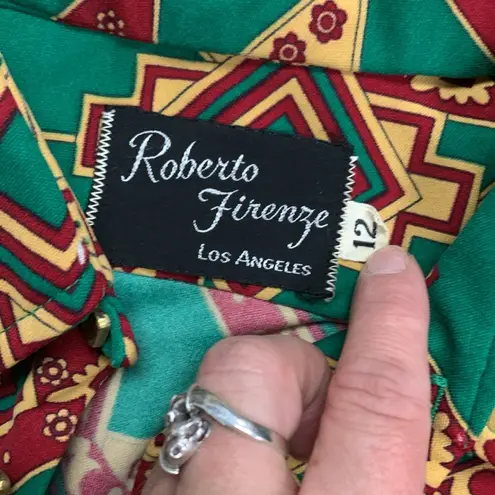 Roberto
Firenze
Los Angeles
12